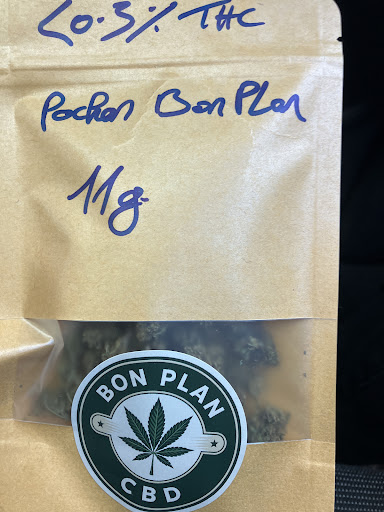 <0.3% THC
Pochon Bon Plan
11g.
BON PLAN
CBD